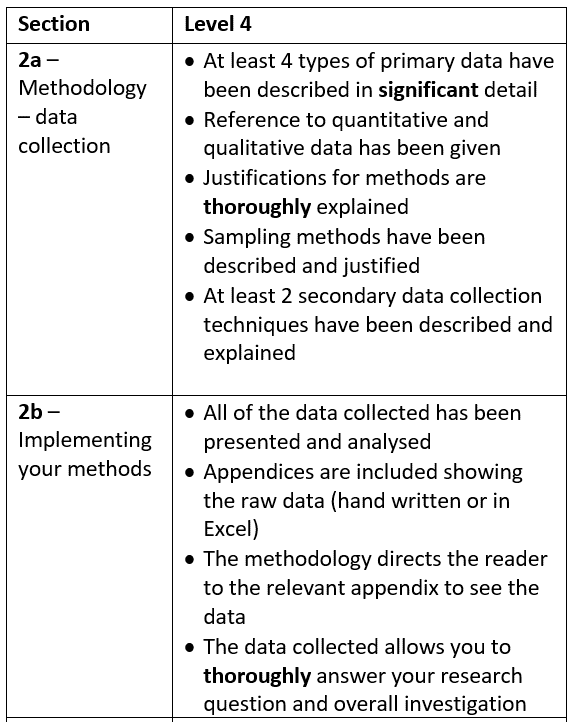 Section
Level 4
2a –
Methodology
– data
collection
• At least 4 types of primary data have
been described in significant detail
• Reference to quantitative and
qualitative data has been given
• Justifications for methods are
thoroughly explained
• Sampling methods have been
described and justified
• At least 2 secondary data collection
techniques have been described and
explained
2b –
Implementing
your methods
• All of the data collected has been
presented and analysed
• Appendices are included showing
the raw data (hand written or in
Excel)
• The methodology directs the reader
to the relevant appendix to see the
data
• The data collected allows you to
thoroughly answer your research
question and overall investigation